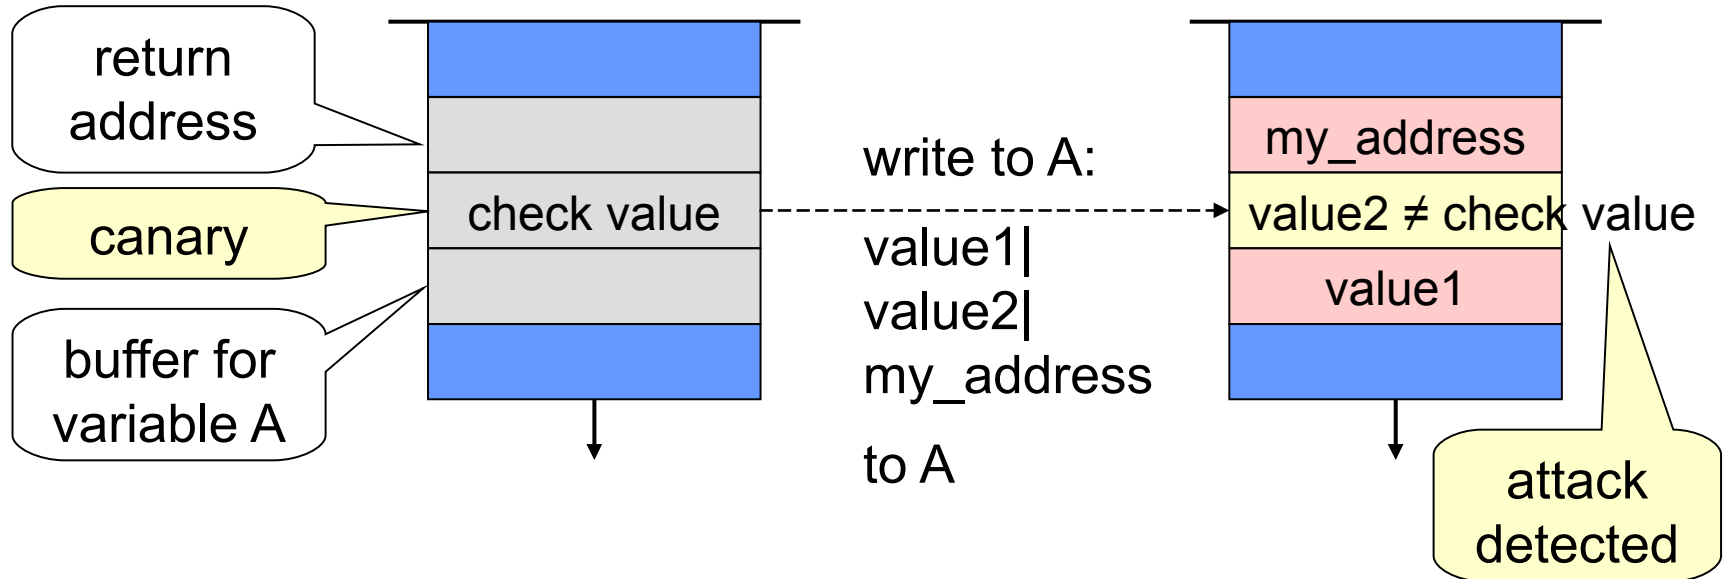 return
address
canary
buffer for
variable A
check value
write to A:
value1|
value2|
my_address
to A
my_address
value2 ≠ check value
value1
attack
detected